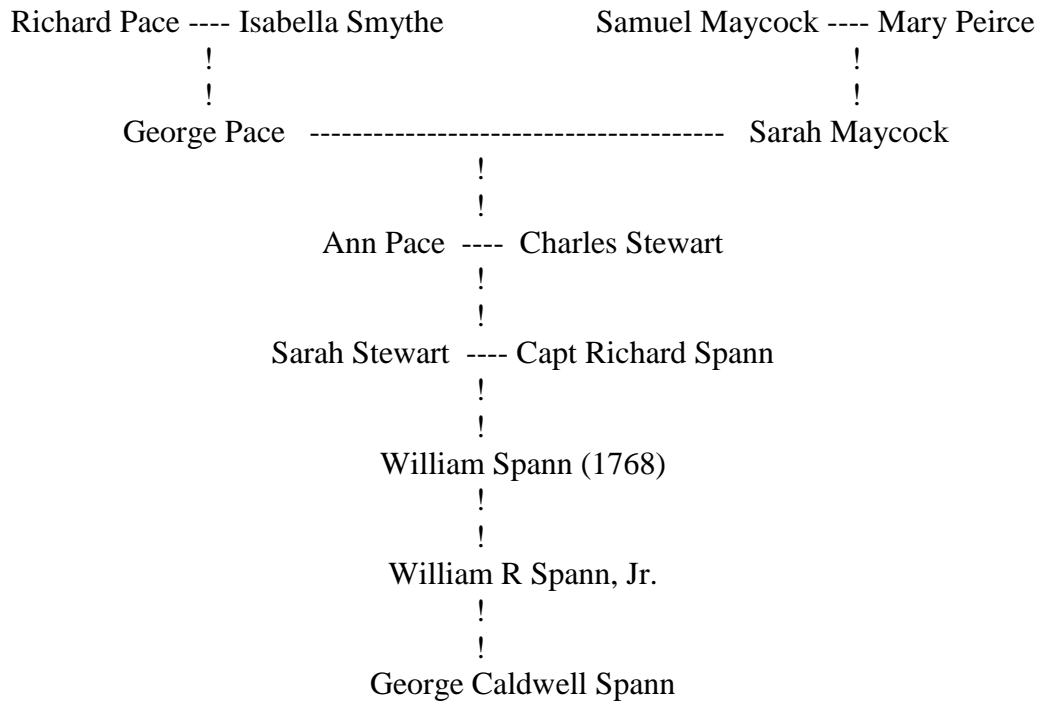 Richard Pace ---- Isabella Smythe Samuel Maycock ---- Mary Peirce
! !
! !
George Pace --------------------------------------- Sarah Maycock
!
!
Ann Pace ---- Charles Stewart
!
!
Sarah Stewart ---- Capt Richard Spann
!
!
William Spann (1768)
!
!
William R Spann, Jr.
!
!
George Caldwell Spann